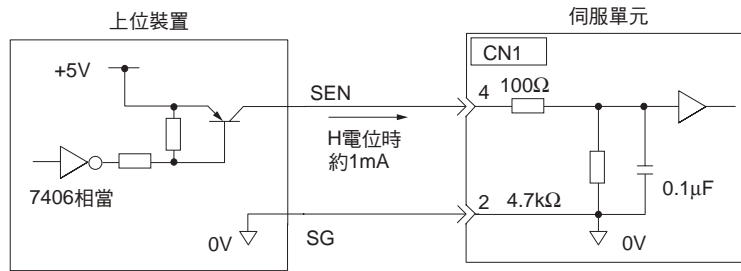 上位裝置
伺服單元
+5V
7406相當
0V
SEN
H電位時
約1mA
SG
CN1
4
100Ω
2
4.7kΩ
0.1μF
0V